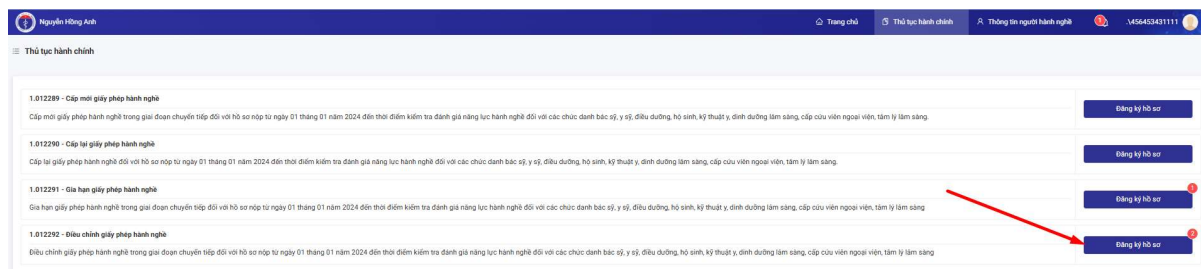 Nguyễn Hồng Anh
Trang chủ
Thủ tục hành chính
Thông tin người hành nghề
1
.\456453431111
Thủ tục hành chính
1.012289 - Cấp mới giấy phép hành nghề
Cấp mới giấy phép hành nghề trong giai đoạn chuyển tiếp đối với hồ sơ nộp từ ngày 01 tháng 01 năm 2024 đến thời điểm kiểm tra đánh giá năng lực hành nghề đối với các chức danh bác sỹ, y sỹ, điều dưỡng, hộ sinh, kỹ thuật y, dinh dưỡng lâm sàng, cấp cứu viên ngoại viện, tâm lý lâm sàng.
Đăng ký hồ sơ
1.012290 - Cấp lại giấy phép hành nghề
Cấp lại giấy phép hành nghề đối với hồ sơ nộp từ ngày 01 tháng 01 năm 2024 đến thời điểm kiểm tra đánh giá năng lực hành nghề đối với các chức danh bác sỹ, y sỹ, điều dưỡng, hộ sinh, kỹ thuật y, dinh dưỡng lâm sàng, cấp cứu viên ngoại viện, tâm lý lâm sàng.
Đăng ký hồ sơ
1.012291 - Gia hạn giấy phép hành nghề
Gia hạn giấy phép hành nghề trong giai đoạn chuyển tiếp đối với hồ sơ nộp từ ngày 01 tháng 01 năm 2024 đến thời điểm kiểm tra đánh giá năng lực hành nghề đối với các chức danh bác sỹ, y sỹ, điều dưỡng, hộ sinh, kỹ thuật y, dinh dưỡng lâm sàng, cấp cứu viên ngoại viện, tâm lý lâm sàng
1
Đăng ký hồ sơ
1.012292 - Điều chỉnh giấy phép hành nghề
Điều chỉnh giấy phép hành nghề trong giai đoạn chuyển tiếp đối với hồ sơ nộp từ ngày 01 tháng 01 năm 2024 đến thời điểm kiểm tra đánh giá năng lực hành nghề đối với các chức danh bác sỹ, y sỹ, điều dưỡng, hộ sinh, kỹ thuật y, dinh dưỡng lâm sàng, cấp cứu viên ngoại viện, tâm lý lâm sàng
2
Đăng ký hồ sơ